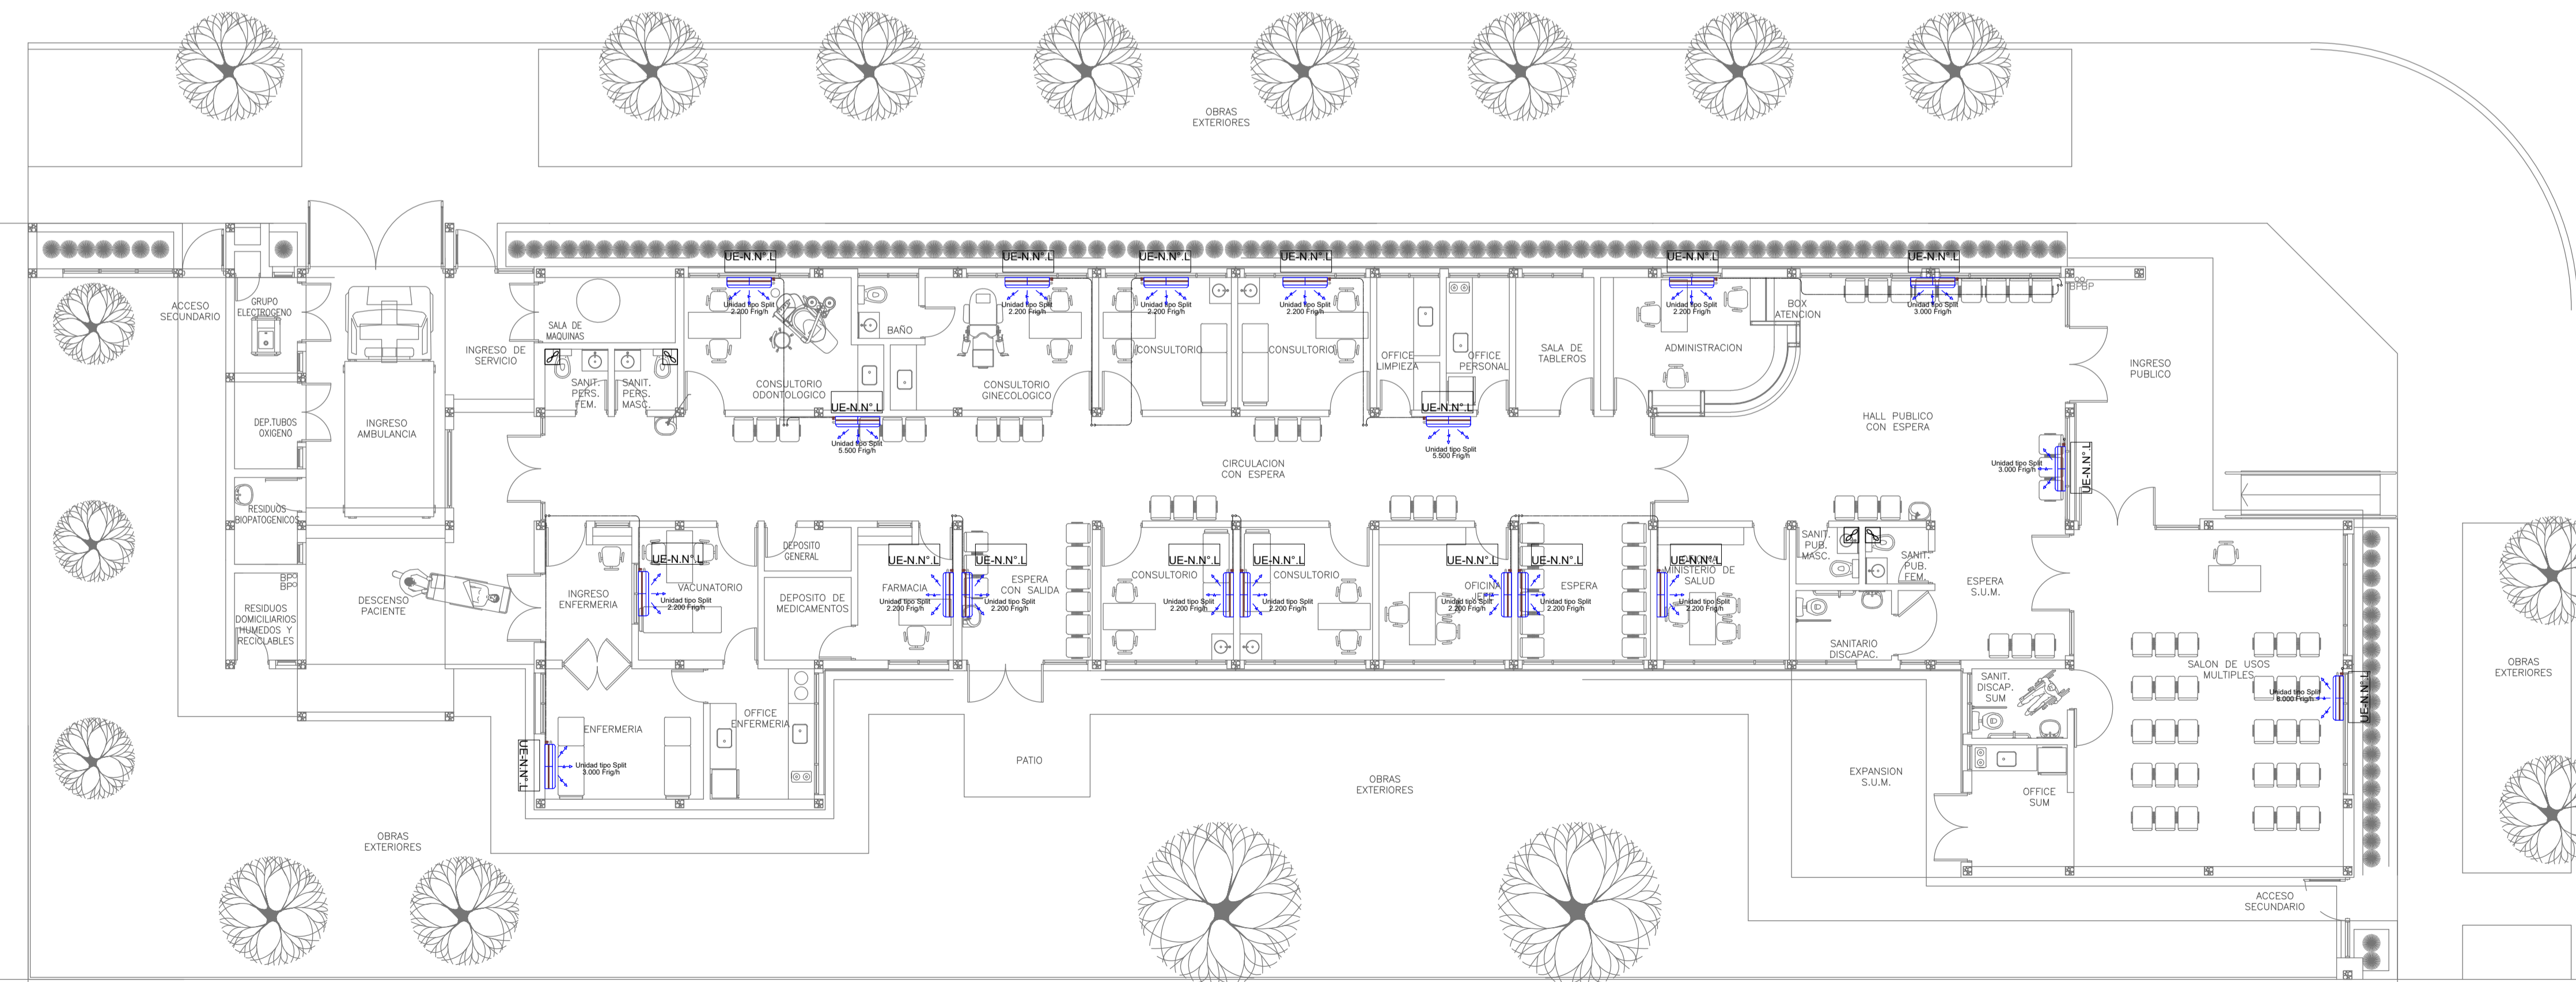 OBRAS
EXTERIORES
UE-N.N°.L
UE-N.N°.L
UE-N.N°.L
UE-N.N°.L
UE-N.N°.L
UE-N.N°.L
Unidad tipo Split
2.200 Frig/h
Unidad tipo Split
2.200 Frig/h
Unidad tipo Split
2.200 Frig/h
Unidad tipo Split
2.200 Frig/h
Unidad tipo Split
2.200 Frig/h
Unidad tipo Split
3.000 Frig/h
BPBP
ACCESO
SECUNDARIO
GRUPO
ELECTROGENO
SALA DE
MAQUINAS
INGRESO DE
SERVICIO
BAÑO
CONSULTORIO
CONSULTORIO
OFFICE
LIMPIEZA
OFFICE
PERSONAL
SALA DE
TABLEROS
ADMINISTRACION
BOX
ATENCION
INGRESO
PUBLICO
SANIT.
PERS.
FEM.
SANIT.
PERS.
MASC.
CONSULTORIO
ODONTOLOGICO
CONSULTORIO
GINECOLOGICO
UE-N.N°.L
UE-N.N°.L
DEP.TUBOS
OXIGENO
INGRESO
AMBULANCIA
Unidad tipo Split
5.500 Frig/h
Unidad tipo Split
5.500 Frig/h
HALL PUBLICO
CON ESPERA
CIRCULACION
CON ESPERA
Unidad tipo Split
3.000 Frig/h
UE-N.N°.L
RESIDUOS
BIOPATOGENICOS
UE-N.N°.L
DEPOSITO
GENERAL
UE-N.N°.L
UE-N.N°.L
UE-N.N°.L
UE-N.N°.L
UE-N.N°.L
UE-N.N°.L
UE-N.N°.L
SANIT.
PUB.
MASC.
SANIT.
PUB.
FEM.
BP
BP
DESCENSO
PACIENTE
INGRESO
ENFERMERIA
VACUNATORIO
Unidad tipo Split
2.200 Frig/h
DEPOSITO DE
MEDICAMENTOS
FARMACIA
Unidad tipo Split
2.200 Frig/h
ESPERA
CON SALIDA
Unidad tipo Split
2.200 Frig/h
CONSULTORIO
Unidad tipo Split
2.200 Frig/h
CONSULTORIO
Unidad tipo Split
2.200 Frig/h
OFICINA
Unidad tipo Split
2.200 Frig/h
ESPERA
Unidad tipo Split
2.200 Frig/h
MINISTERIO DE
SALUD
Unidad tipo Split
2.200 Frig/h
ESPERA
S.U.M.
RESIDUOS
DOMICILIARIOS
HUMEDOS Y
RECICLABLES
SANITARIO
DISCAPAC.
SANIT.
DISCAP.
SUM
SALON DE USOS
MULTIPLES
Unidad tipo Split
6.000 Frig/h
UE-N.N°.L
OBRAS
EXTERIORES
ENFERMERIA
OFFICE
ENFERMERIA
UE-N.N°.L
Unidad tipo Split
3.000 Frig/h
PATIO
OBRAS
EXTERIORES
EXPANSION
S.U.M.
OFFICE
SUM
OBRAS
EXTERIORES
ACCESO
SECUNDARIO